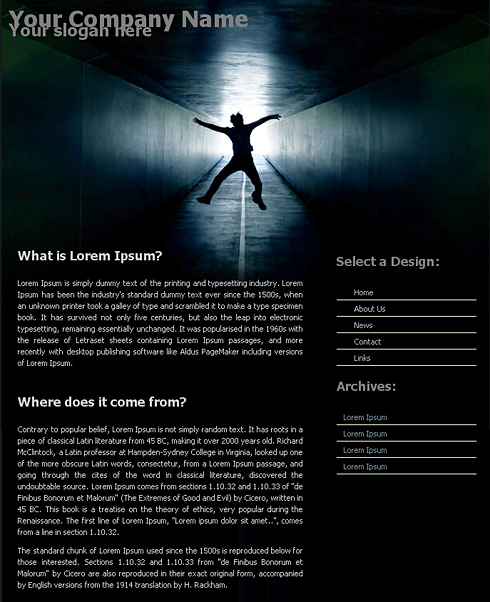 Your Company Name
Your slogan here
What is Lorem Ipsum?
Lorem Ipsum is simply dummy text of the printing and typesetting industry. Lorem
Ipsum has been the industry's standard dummy text ever since the 1500s, when
an unknown printer took a galley of type and scrambled it to make a type specimen
book. It has survived not only five centuries, but also the leap into electronic
typesetting, remaining essentially unchanged. It was popularised in the 1960s with
the release of Letraset sheets containing Lorem Ipsum passages, and more
recently with desktop publishing software like Aldus PageMaker including versions
of Lorem Ipsum.
Where does it come from?
Contrary to popular belief, Lorem Ipsum is not simply random text. It has roots in a
piece of classical Latin literature from 45 BC, making it over 2000 years old. Richard
McClintock, a Latin professor at Hampden-Sydney College in Virginia, looked up one
of the more obscure Latin words, consectetur, from a Lorem Ipsum passage, and
going through the cites of the word in classical literature, discovered the
undoubtable source. Lorem Ipsum comes from sections 1.10.32 and 1.10.33 of "de
Finibus Bonorum et Malorum" (The Extremes of Good and Evil) by Cicero, written in
45 BC. This book is a treatise on the theory of ethics, very popular during the
Renaissance. The first line of Lorem Ipsum, "Lorem ipsum dolor sit amet..", comes
from a line in section 1.10.32.
The standard chunk of Lorem Ipsum used since the 1500s is reproduced below for
those interested. Sections 1.10.32 and 1.10.33 from "de Finibus Bonorum et
Malorum" by Cicero are also reproduced in their exact original form, accompanied
by English versions from the 1914 translation by H. Rackham.
Select a Design:
Home
About Us
News
Contact
Links
Archives:
Lorem Ipsum
Lorem Ipsum
Lorem Ipsum
Lorem Ipsum